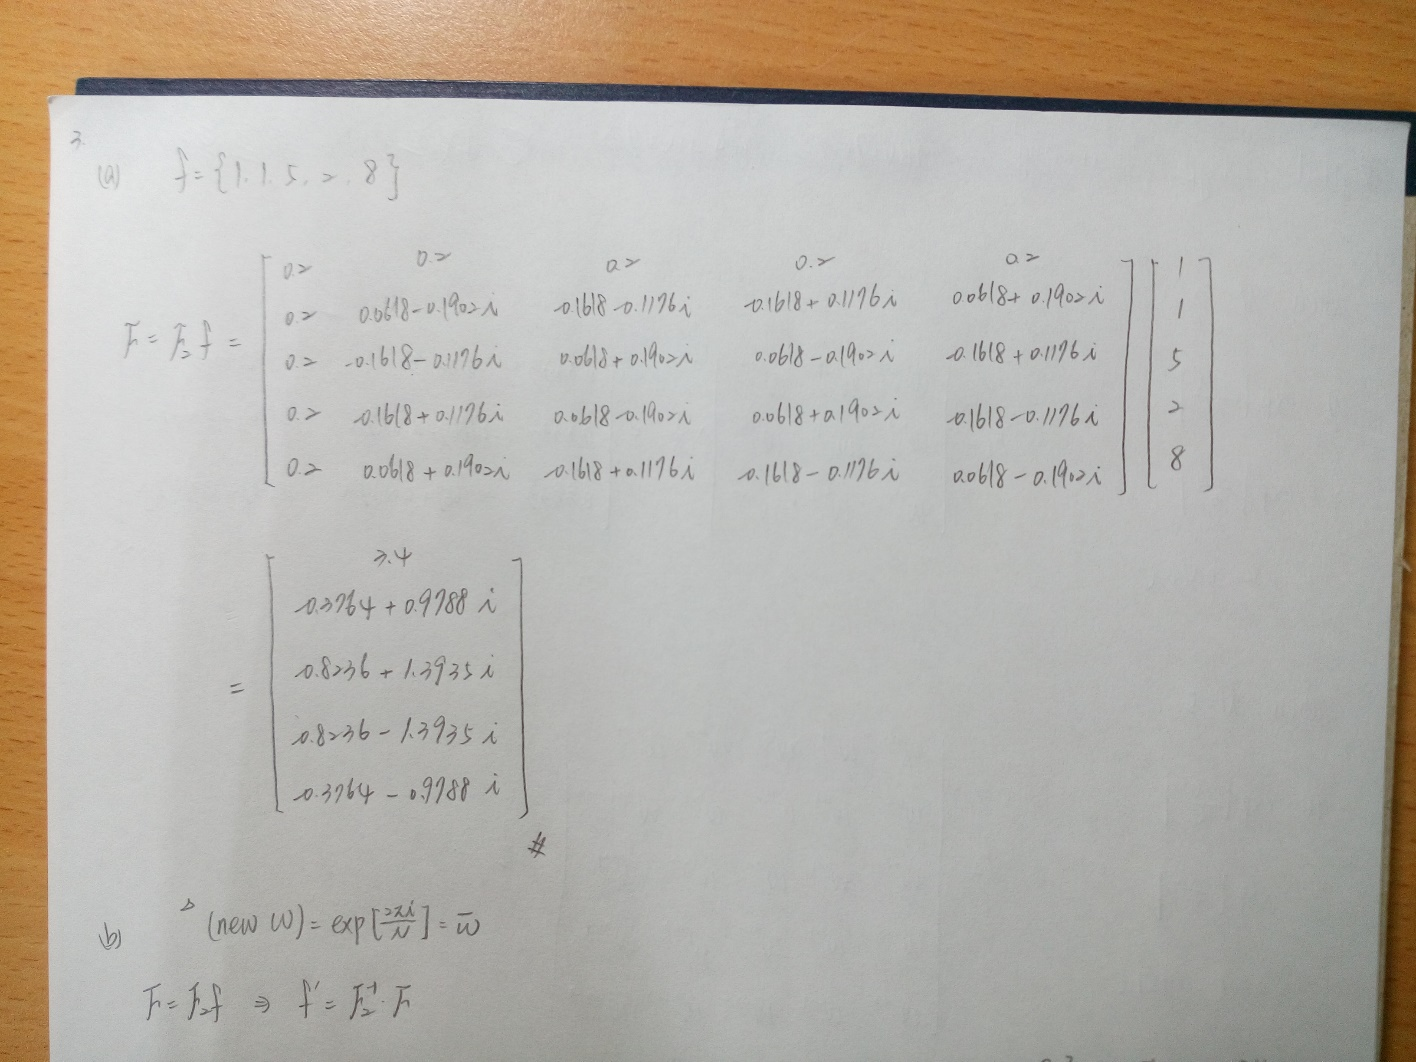 3.
(a) f = {1, 1, 5, 2, 8}
F = F₂f = [ 0.2 0.2 0.2 0.2 0.2 ] [ 1 ]
0.2 0.0618-0.1902i -0.1618-0.1176i -0.1618+0.1176i 0.0618+0.1902i 1
0.2 -0.1618-0.1176i 0.0618+0.1902i 0.0618-0.1902i -0.1618+0.1176i 5
0.2 -0.1618+0.1176i 0.0618-0.1902i 0.0618+0.1902i -0.1618-0.1176i 2
0.2 0.0618+0.1902i -0.1618+0.1176i -0.1618-0.1176i 0.0618-0.1902i 8
= [ 3.4 ]
-0.3764 + 0.9788 i
-0.8236 + 1.3935 i
-0.8236 - 1.3935 i
-0.3764 - 0.9788 i
#
(b) △ (new ω) = exp[2πi/N] = ω̄
F = F₂f ⇒ f' = F₂⁻¹·F